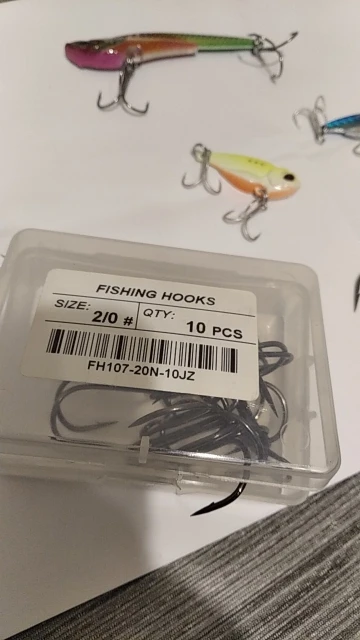 FISHING HOOKS
SIZE: QTY:
2/0 # 10 PCS
FH107-20N-10JZ